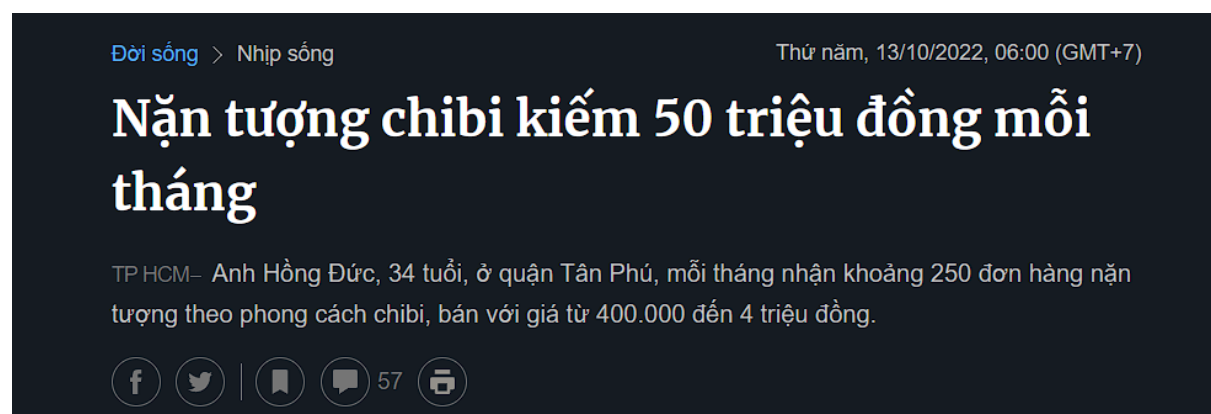 Đời sống > Nhịp sống
Thứ năm, 13/10/2022, 06:00 (GMT+7)
Nặn tượng chibi kiếm 50 triệu đồng mỗi
tháng
TP HCM– Anh Hồng Đức, 34 tuổi, ở quận Tân Phú, mỗi tháng nhận khoảng 250 đơn hàng nặn
tượng theo phong cách chibi, bán với giá từ 400.000 đến 4 triệu đồng.
57